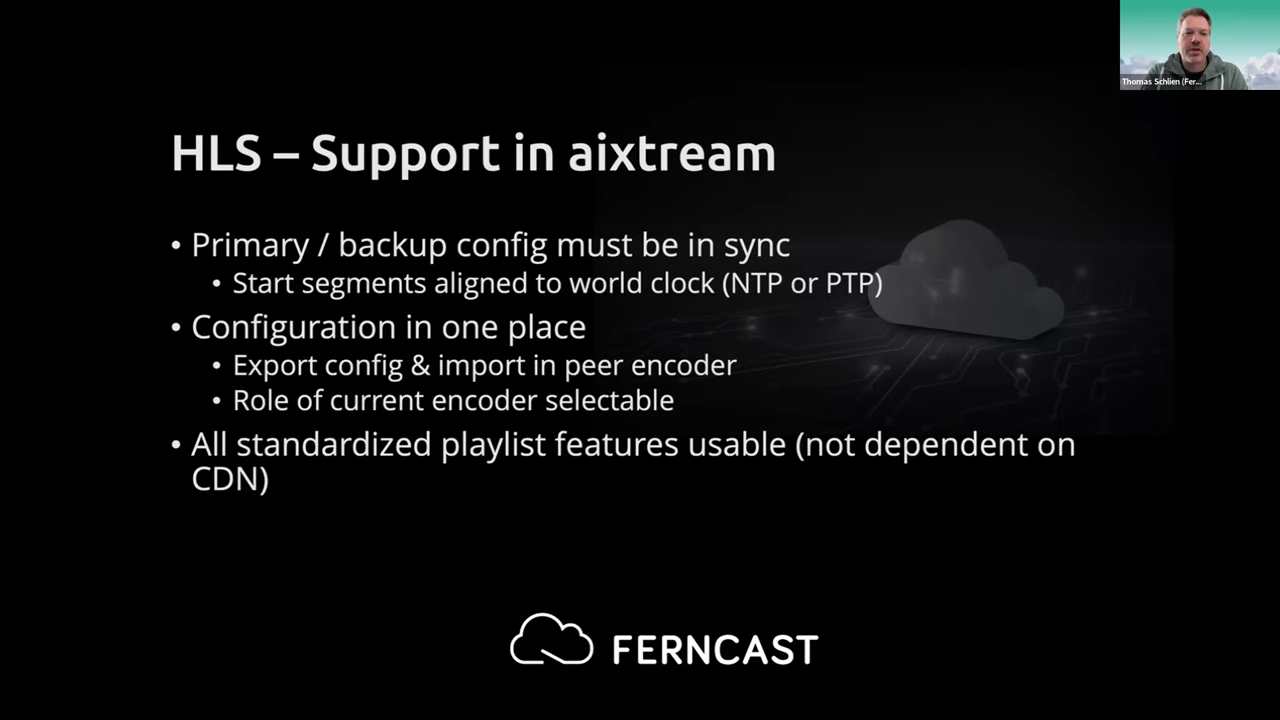 Thomas Schlien (Fer...
HLS – Support in aixtream
• Primary / backup config must be in sync
• Start segments aligned to world clock (NTP or PTP)
• Configuration in one place
• Export config & import in peer encoder
• Role of current encoder selectable
• All standardized playlist features usable (not dependent on
CDN)
FERNCAST